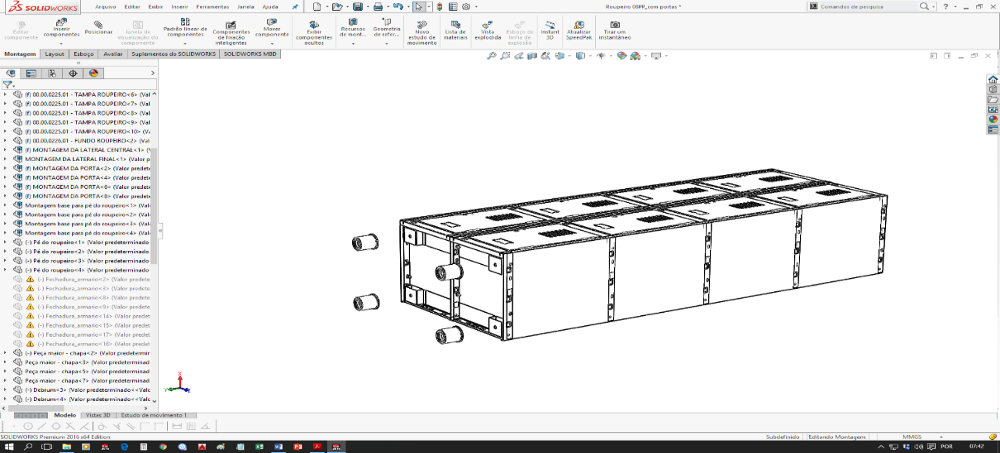 SOLIDWORKS
Arquivo Editar Exibir Inserir Ferramentas Janela Ajuda
Roupeiro 08PP_com portas *
Comandos de pesquisa
Editar componente
Inserir componentes
Posicionar
Janela de visualização do componente
Padrão linear de componentes
Componentes de fixação inteligentes
Mover componente
Exibir componentes ocultos
Recursos de mont...
Geometria de refer...
Novo estudo de movimento
Lista de materiais
Vista explodida
Esboço de linha de explosão
Instant 3D
Atualizar SpeedPak
Tirar um instantâneo
Montagem Layout Esboço Avaliar Suplementos do SOLIDWORKS SOLIDWORKS MBD
(f) 00.00.0225.01 - TAMPA ROUPEIRO<6> (Val
(f) 00.00.0225.01 - TAMPA ROUPEIRO<7> (Val
(f) 00.00.0225.01 - TAMPA ROUPEIRO<8> (Val
(f) 00.00.0225.01 - TAMPA ROUPEIRO<9> (Val
(f) 00.00.0225.01 - TAMPA ROUPEIRO<10> (V
(f) 00.00.0226.01 - FUNDO ROUPEIRO<2> (Val
(f) MONTAGEM DA LATERAL CENTRAL<1> (
MONTAGEM DA LATERAL FINAL<1> (Valor p
(f) MONTAGEM DA PORTA<2> (Valor predete
(f) MONTAGEM DA PORTA<4> (Valor predete
(f) MONTAGEM DA PORTA<6> (Valor predete
(f) MONTAGEM DA PORTA<8> (Valor predete
Montagem base para pé do roupeiro<1> (Val
Montagem base para pé do roupeiro<2> (Val
Montagem base para pé do roupeiro<3> (Val
Montagem base para pé do roupeiro<4> (Val
(-) Pé do roupeiro<1> (Valor predeterminado
(-) Pé do roupeiro<2> (Valor predeterminado
(-) Pé do roupeiro<3> (Valor predeterminado
(-) Pé do roupeiro<4> (Valor predeterminado
(-) Fechadura_armario<2> (Valor predete
(-) Fechadura_armario<3> (Valor predete
(-) Fechadura_armario<8> (Valor predete
(-) Fechadura_armario<9> (Valor predete
(-) Fechadura_armario<14> (Valor predet
(-) Fechadura_armario<15> (Valor predet
(-) Fechadura_armario<17> (Valor predet
(-) Fechadura_armario<18> (Valor predet
(-) Peça maior - chapa<2> (Valor predetermir
Peça maior - chapa<3> (Valor predeterminad
Peça maior - chapa<5> (Valor predeterminad
Peça maior - chapa<7> (Valor predeterminad
(-) Debrum<3> (Valor predeterminado<<Valc
(-) Debrum<4> (Valor predeterminado<<Valc
Modelo Vistas 3D Estudo de movimento 1
SOLIDWORKS Premium 2016 x64 Edition
Subdefinido Editando Montagem MMGS
POR 07:42